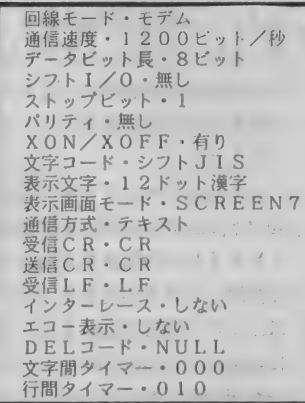 回線モード・モデム
通信速度・１２００ビット／秒
データビット長・８ビット
シフトＩ／Ｏ・無し
ストップビット・１
パリティ・無し
ＸＯＮ／ＸＯＦＦ・有り
文字コード・シフトＪＩＳ
表示文字・１２ドット漢字
表示画面モード・ＳＣＲＥＥＮ７
通信方式・テキスト
受信ＣＲ・ＣＲ
送信ＣＲ・ＣＲ
受信ＬＦ・ＬＦ
インターレース・しない
エコー表示・しない
ＤＥＬコード・ＮＵＬＬ
文字間タイマー・０００
行間タイマー・０１０